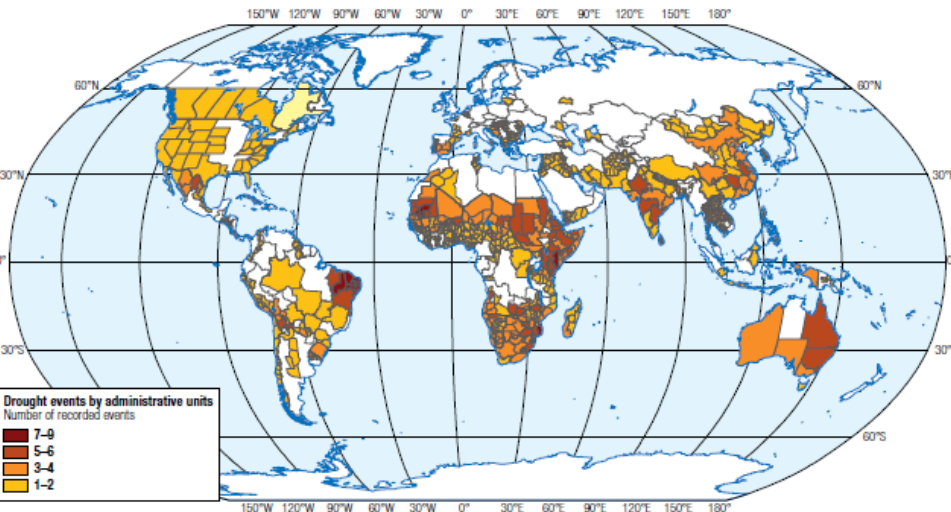 150°W 120°W 90°W 60°W 30°W 0° 30°E 60°E 90°E 120°E 150°E 180°
60°N 60°N
30°N 30°
0°
30°S 30°
60°S
Drought events by administrative units
Number of recorded events
7–9
5–6
3–4
1–2
150°W 120°W 90°W 60°W 30°W 0° 30°E 60°E 90°E 120°E 150°E 180°